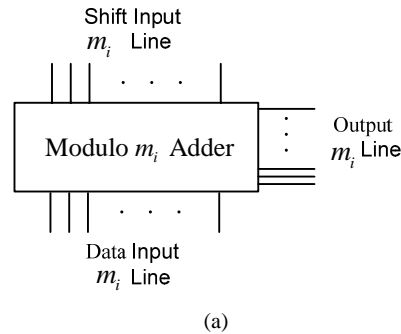 Shift Input
m_i Line
. . .
Modulo m_i Adder
Output
m_i Line
. . .
Data Input
m_i Line
(a)